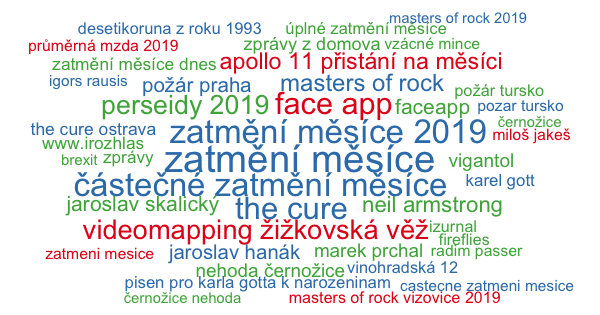 masters of rock 2019
desetikoruna z roku 1993 úplné zatmění měsíce
průměrná mzda 2019 zprávy z domova vzácné mince
zatmění měsíce dnes apollo 11 přistání na měsíci
igors rausis požár praha masters of rock požár tursko
perseidy 2019 face app faceapp pozar tursko
the cure ostrava zatmění měsíce 2019 černožice
www.irozhlas miloš jakeš
brexit zprávy zatmění měsíce vigantol
částečné zatmění měsíce karel gott
jaroslav skalický the cure neil armstrong
videomapping žižkovská věž izurnal
fireflies
zatmeni mesice jaroslav hanák marek prchal radim passer
nehoda černožice vinohradská 12
pisen pro karla gotta k narozeninam castecne zatmeni mesice
černožice nehoda masters of rock vizovice 2019